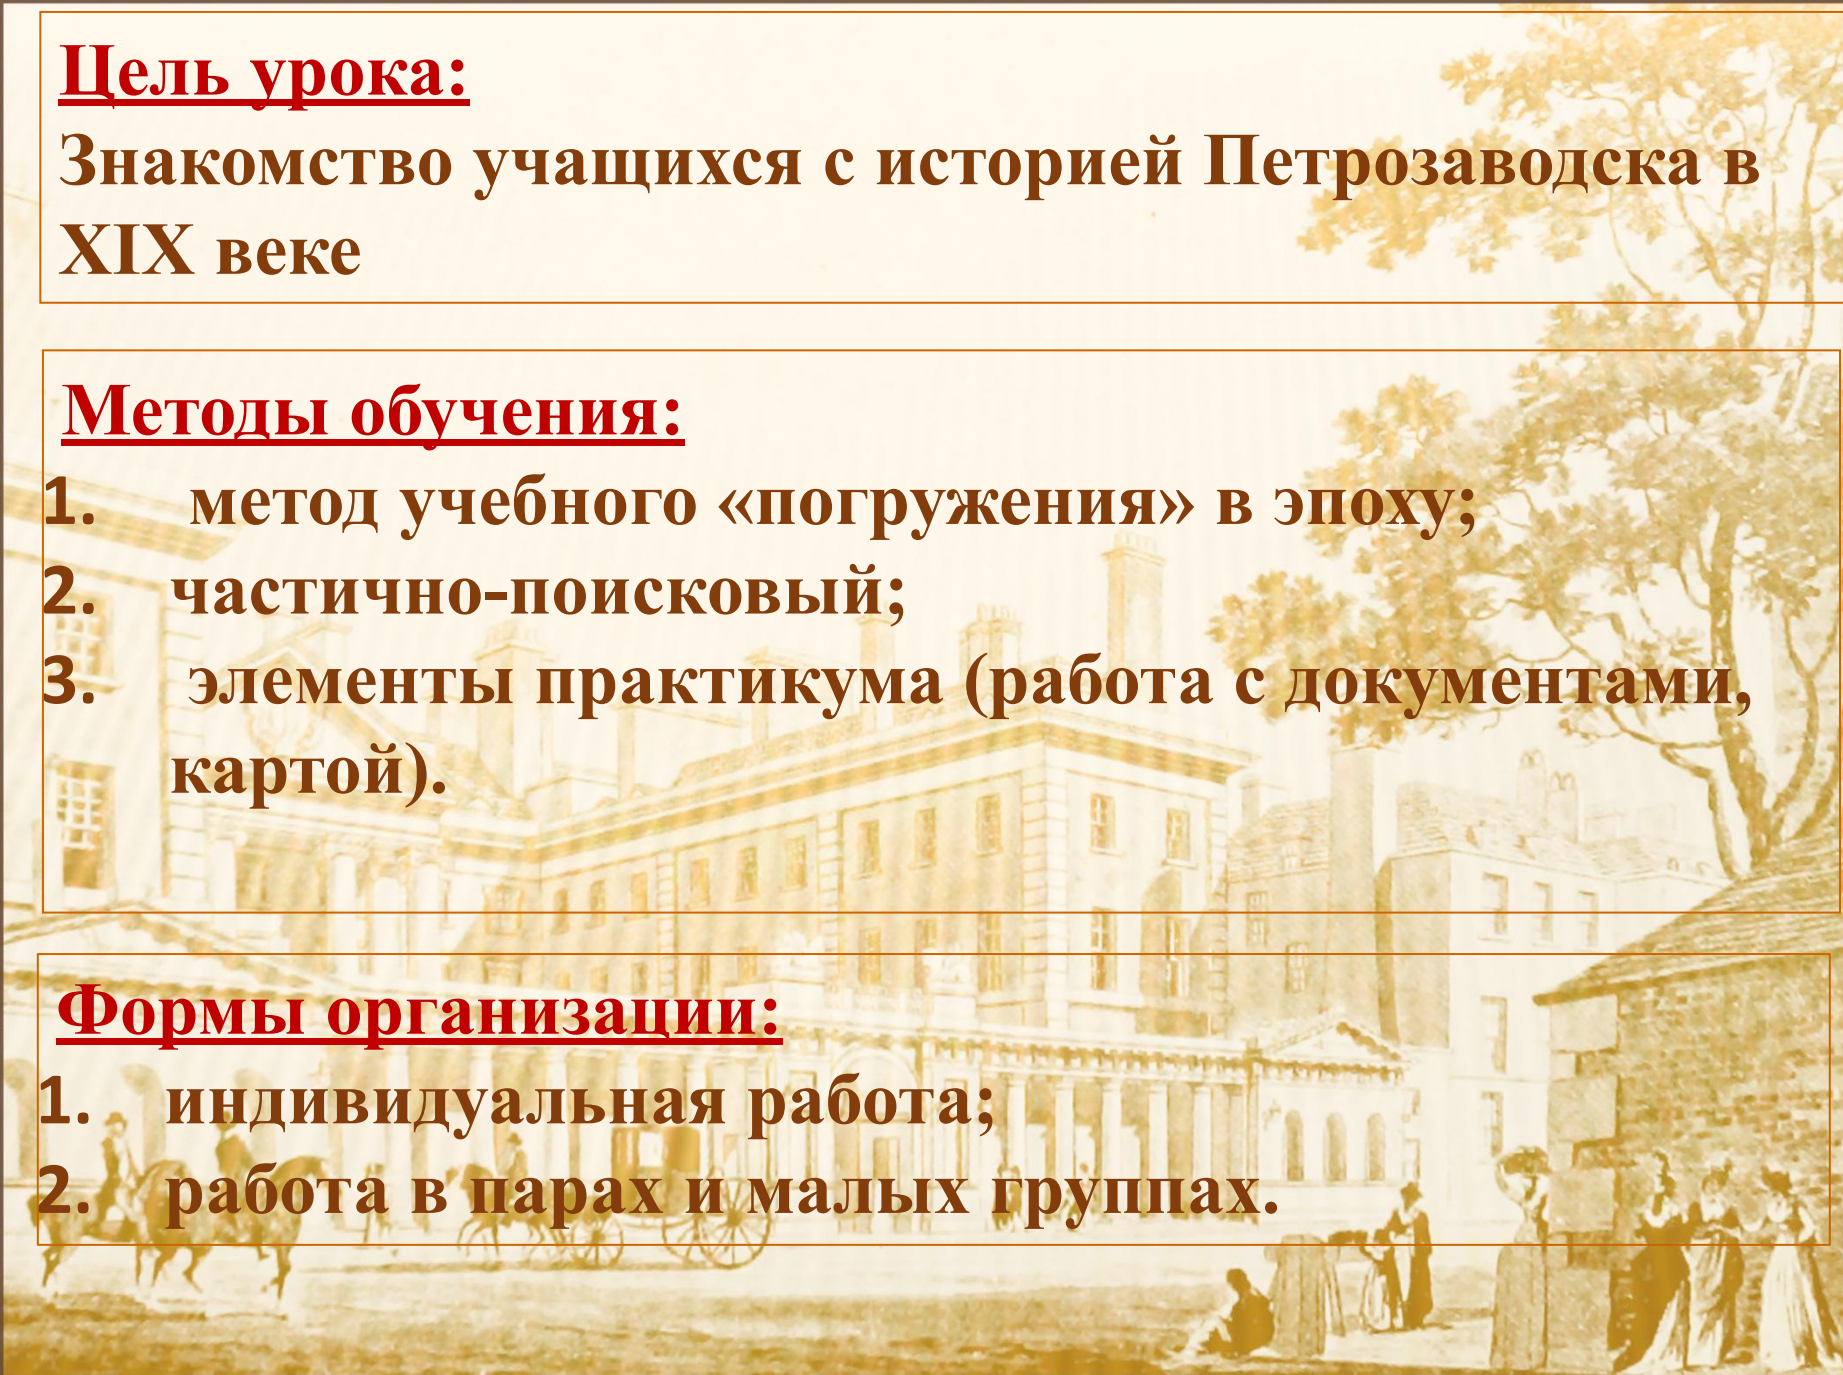 Цель урока:
Знакомство учащихся с историей Петрозаводска в
XIX веке
Методы обучения:
1. метод учебного «погружения» в эпоху;
2. частично-поисковый;
3. элементы практикума (работа с документами,
картой).
Формы организации:
1. индивидуальная работа;
2. работа в парах и малых группах.